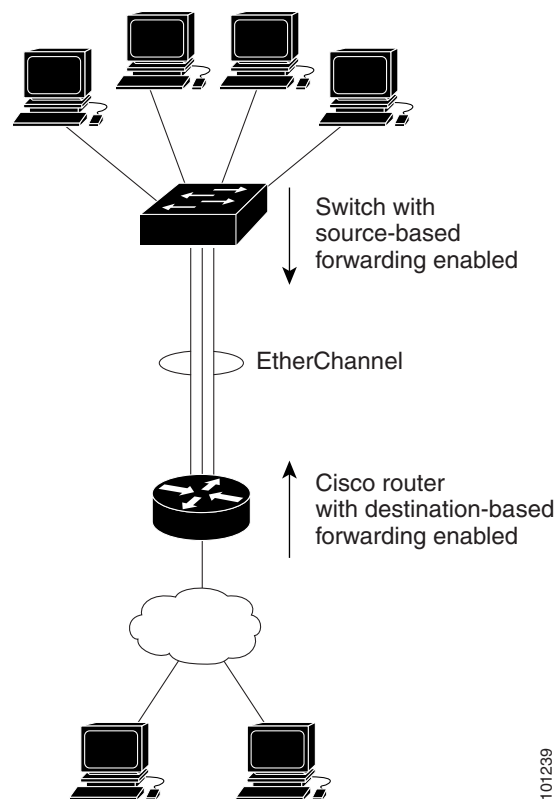 Switch with
source-based
forwarding enabled
EtherChannel
Cisco router
with destination-based
forwarding enabled
101239